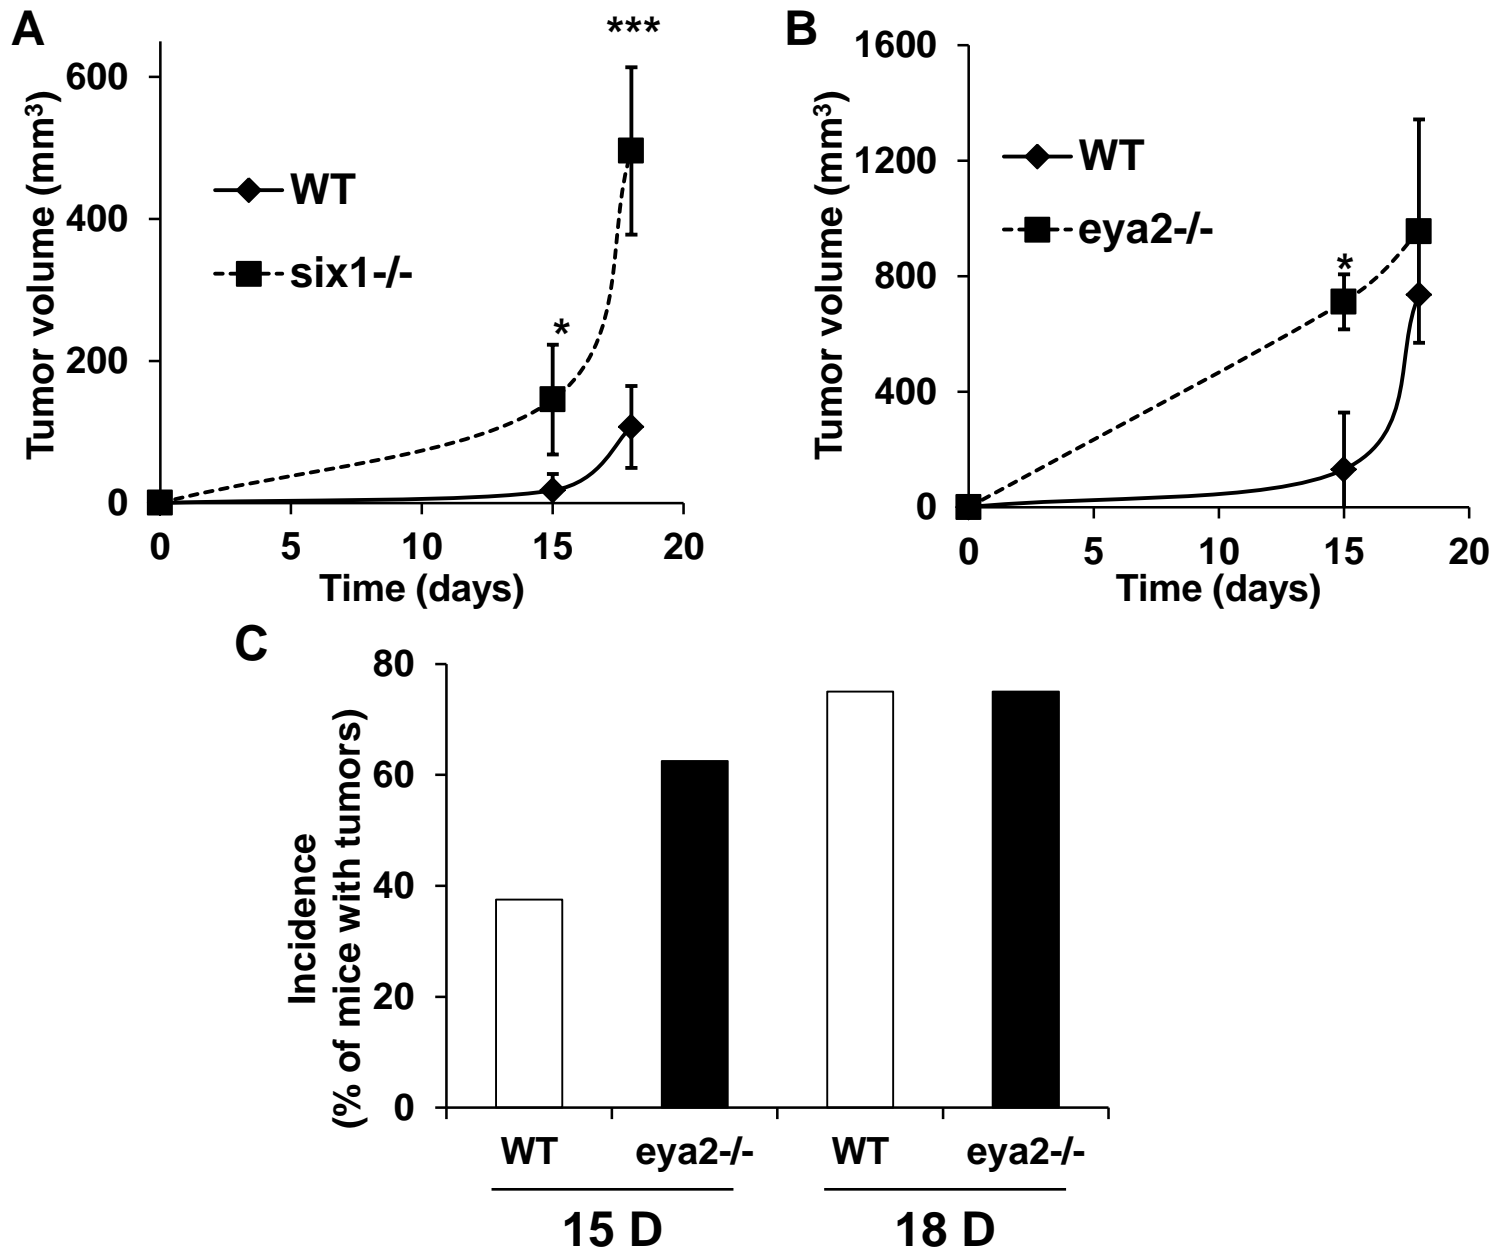 A
***
600
400
200
0
Tumor volume (mm³)
WT
six1-/-
*
0 5 10 15 20
Time (days)
B
1600
1200
800
400
0
Tumor volume (mm³)
WT
eya2-/-
*
0 5 10 15 20
Time (days)
C
80
60
40
20
0
Incidence
(% of mice with tumors)
WT eya2-/- WT eya2-/-
15 D 18 D